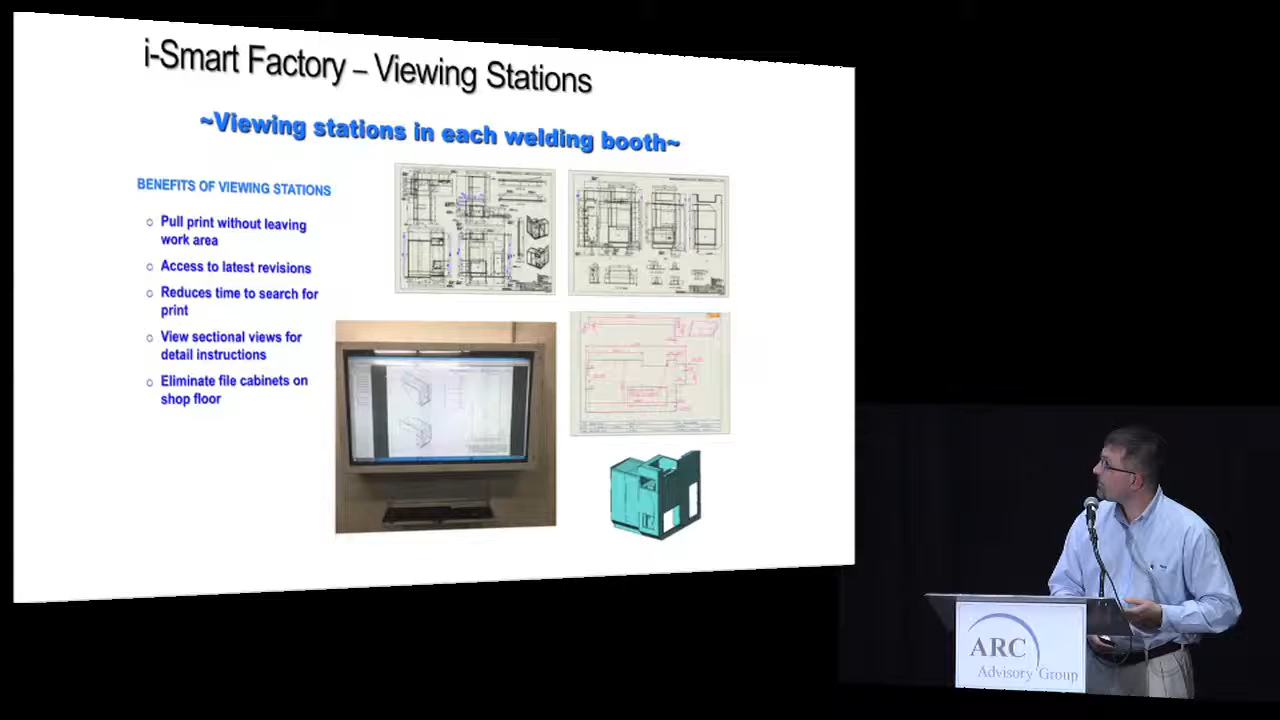 i-Smart Factory – Viewing Stations
~Viewing stations in each welding booth~
BENEFITS OF VIEWING STATIONS
○ Pull print without leaving
work area
○ Access to latest revisions
○ Reduces time to search for
print
○ View sectional views for
detail instructions
○ Eliminate file cabinets on
shop floor
ARC
Advisory Group